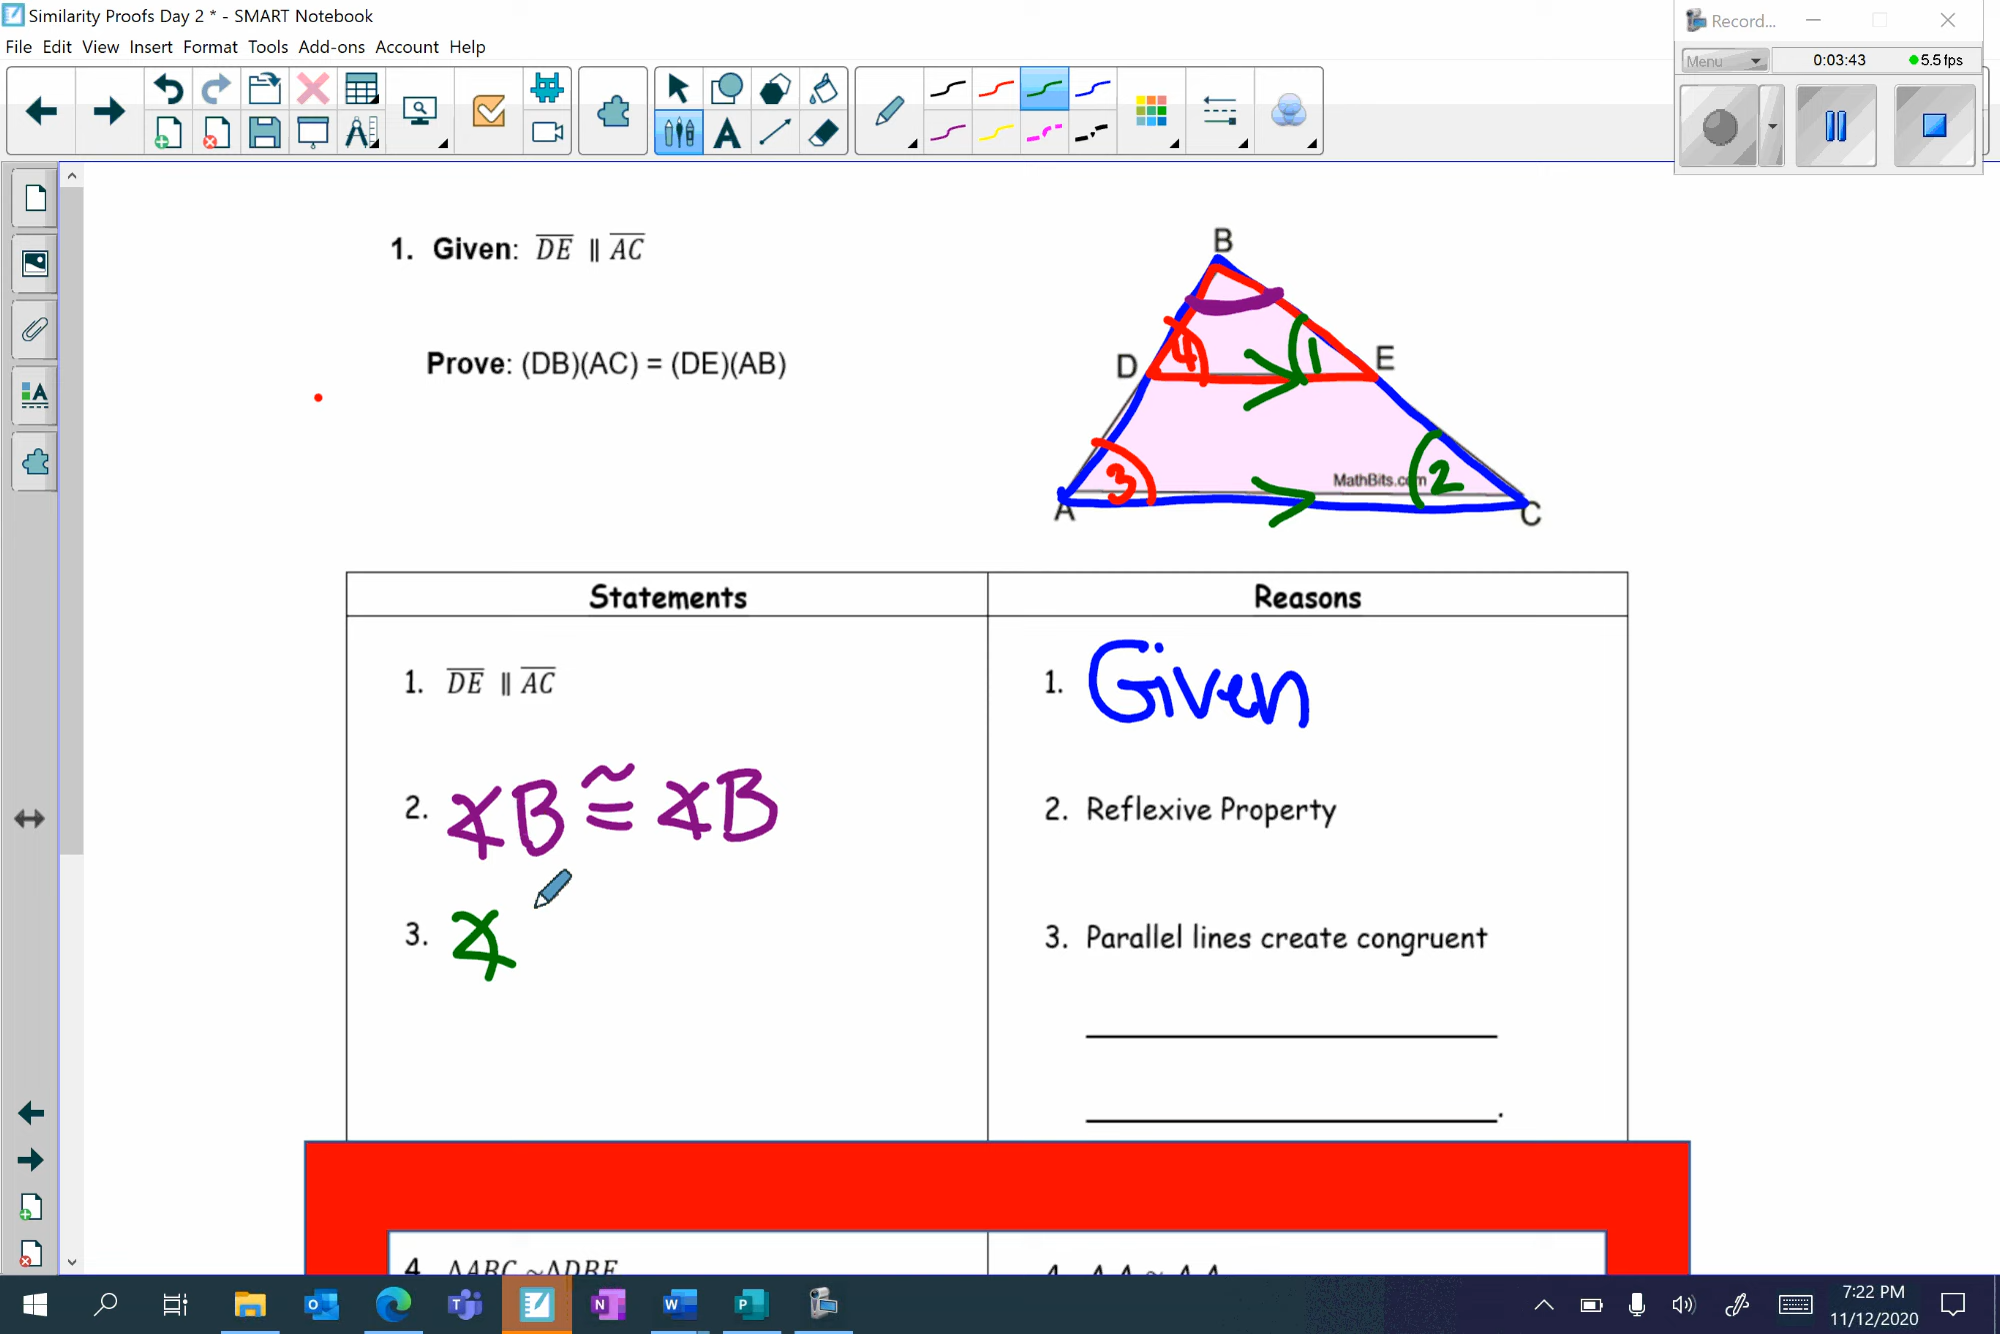 Similarity Proofs Day 2 * - SMART Notebook
File Edit View Insert Format Tools Add-ons Account Help
Record...
Menu 0:03:43 5.5 fps
1. Given: DE ∥ AC
Prove: (DB)(AC) = (DE)(AB)
B
D 4 1 E
3 MathBits.com 2
A C
Statements Reasons
1. DE ∥ AC 1. Given
2. ∡B ≅ ∡B 2. Reflexive Property
3. ∡ 3. Parallel lines create congruent
.
4 ΔABC ~ΔDBE 4 AA ≅ AA
7:22 PM
11/12/2020